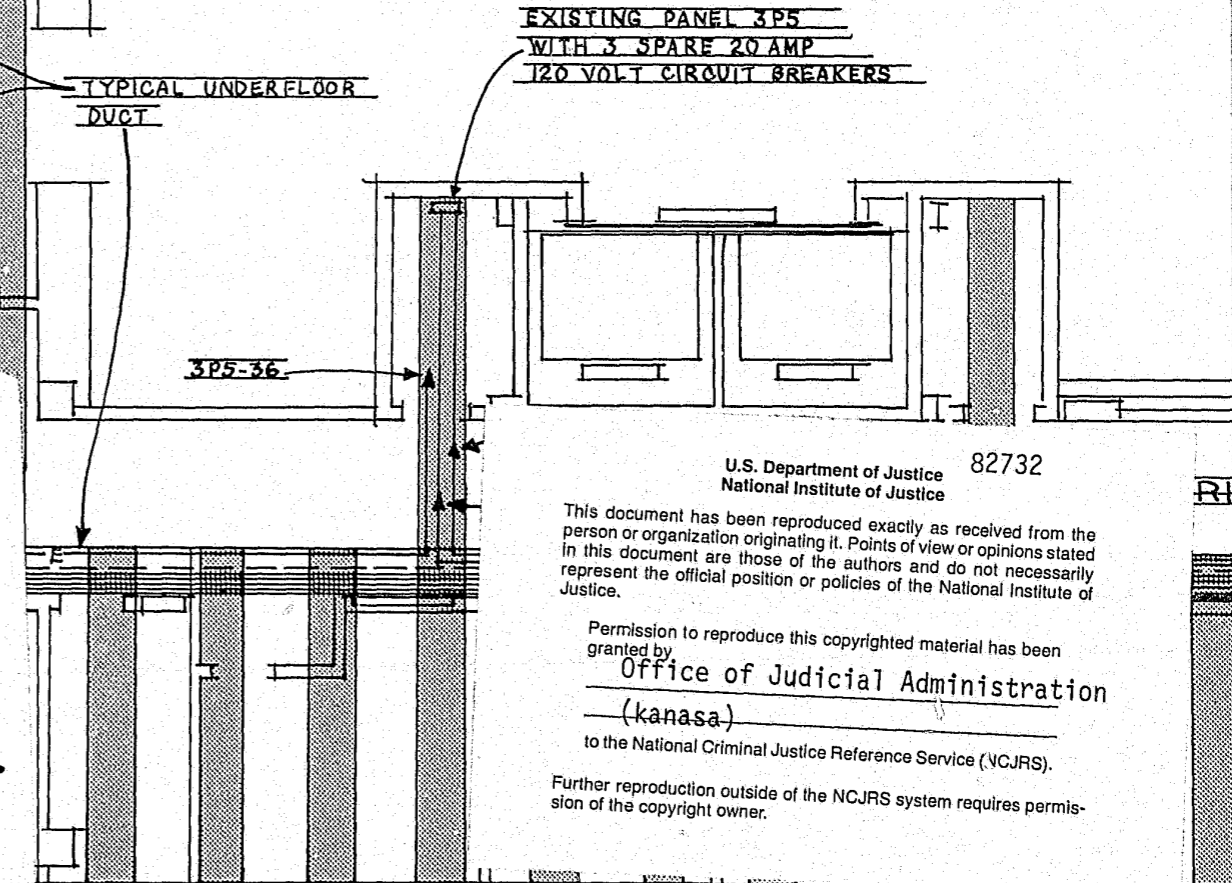 EXISTING PANEL 3P5
WITH 3 SPARE 20 AMP
120 VOLT CIRCUIT BREAKERS
TYPICAL UNDERFLOOR
DUCT
3P5-36
82732
U.S. Department of Justice
National Institute of Justice
This document has been reproduced exactly as received from the
person or organization originating it. Points of view or opinions stated
in this document are those of the authors and do not necessarily
represent the official position or policies of the National Institute of
Justice.
Permission to reproduce this copyrighted material has been
granted by
Office of Judicial Administration
(kanasa)
to the National Criminal Justice Reference Service (NCJRS).
Further reproduction outside of the NCJRS system requires permis-
sion of the copyright owner.